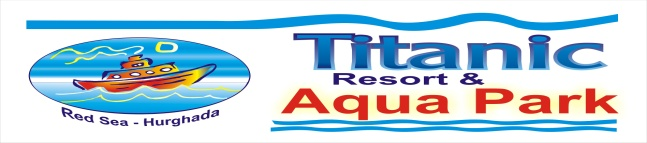 Red Sea - Hurghada
Titanic
Resort &
Aqua Park